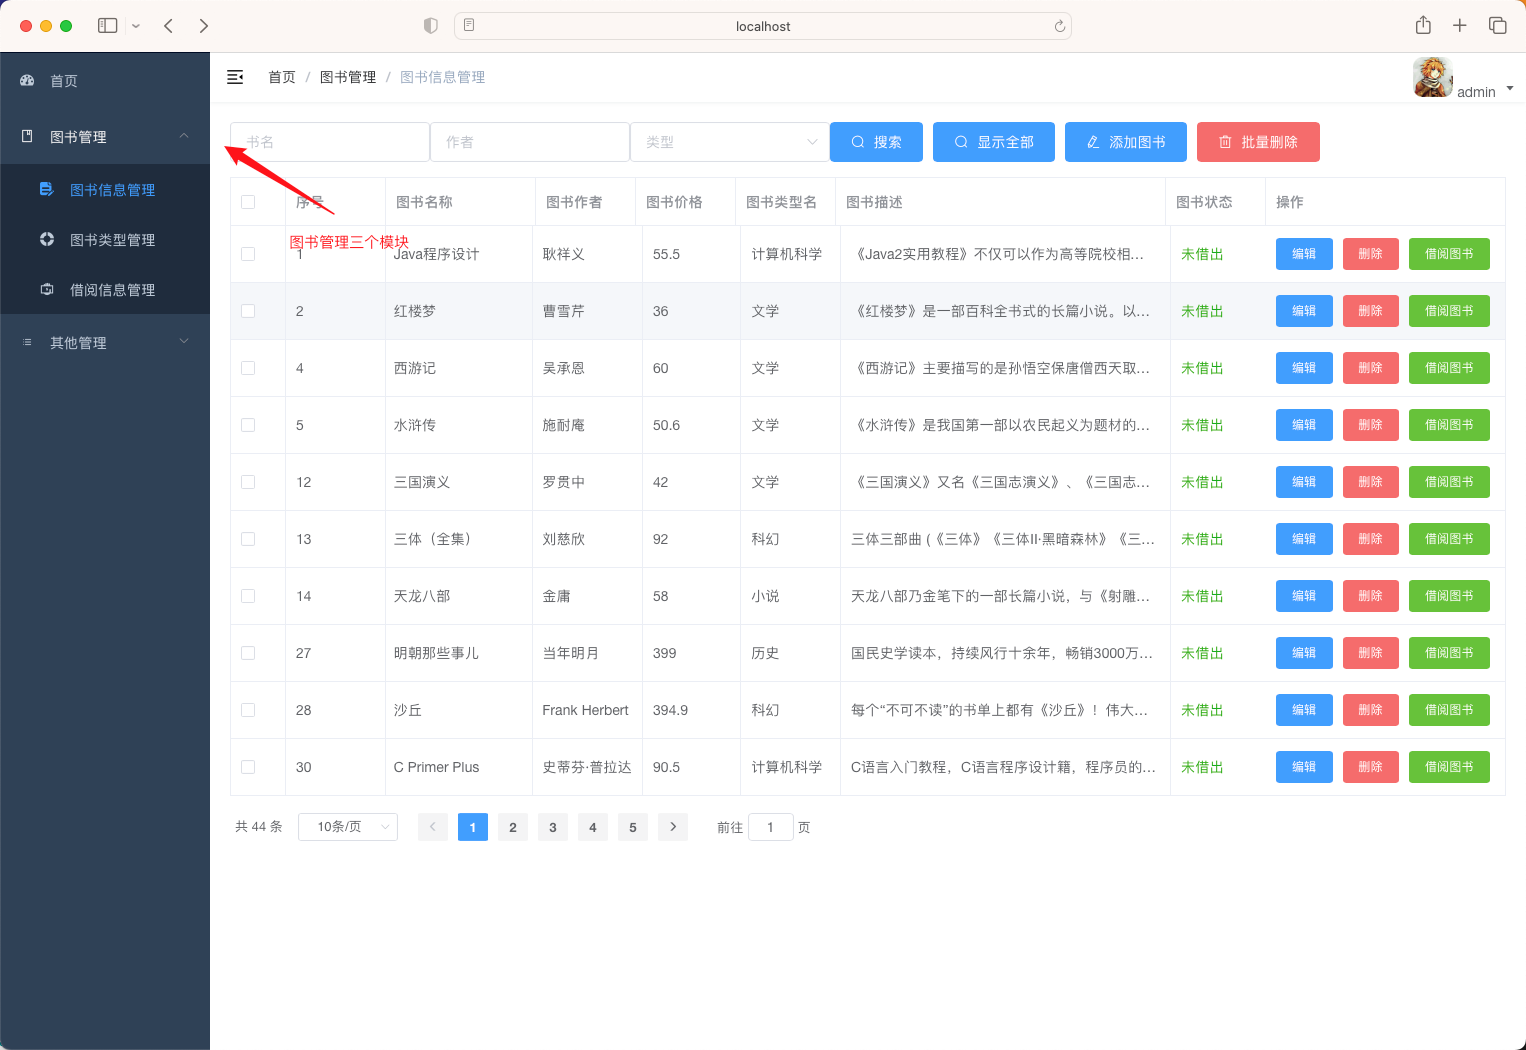 localhost
首页
图书管理
图书信息管理
图书类型管理
借阅信息管理
其他管理
首页 / 图书管理 / 图书信息管理
admin
书名 作者 类型 搜索 显示全部 添加图书 批量删除
序号 图书名称 图书作者 图书价格 图书类型名 图书描述 图书状态 操作
图书管理三个模块
1 Java程序设计 耿祥义 55.5 计算机科学 《Java2实用教程》不仅可以作为高等院校相... 未借出 编辑 删除 借阅图书
2 红楼梦 曹雪芹 36 文学 《红楼梦》是一部百科全书式的长篇小说。以... 未借出 编辑 删除 借阅图书
4 西游记 吴承恩 60 文学 《西游记》主要描写的是孙悟空保唐僧西天取... 未借出 编辑 删除 借阅图书
5 水浒传 施耐庵 50.6 文学 《水浒传》是我国第一部以农民起义为题材的... 未借出 编辑 删除 借阅图书
12 三国演义 罗贯中 42 文学 《三国演义》又名《三国志演义》、《三国志... 未借出 编辑 删除 借阅图书
13 三体（全集） 刘慈欣 92 科幻 三体三部曲 (《三体》《三体II·黑暗森林》《三... 未借出 编辑 删除 借阅图书
14 天龙八部 金庸 58 小说 天龙八部乃金笔下的一部长篇小说，与《射雕... 未借出 编辑 删除 借阅图书
27 明朝那些事儿 当年明月 399 历史 国民史学读本，持续风行十余年，畅销3000万... 未借出 编辑 删除 借阅图书
28 沙丘 Frank Herbert 394.9 科幻 每个“不可不读”的书单上都有《沙丘》！伟大... 未借出 编辑 删除 借阅图书
30 C Primer Plus 史蒂芬·普拉达 90.5 计算机科学 C语言入门教程，C语言程序设计籍，程序员的... 未借出 编辑 删除 借阅图书
共 44 条 10条/页 1 2 3 4 5 前往 1 页